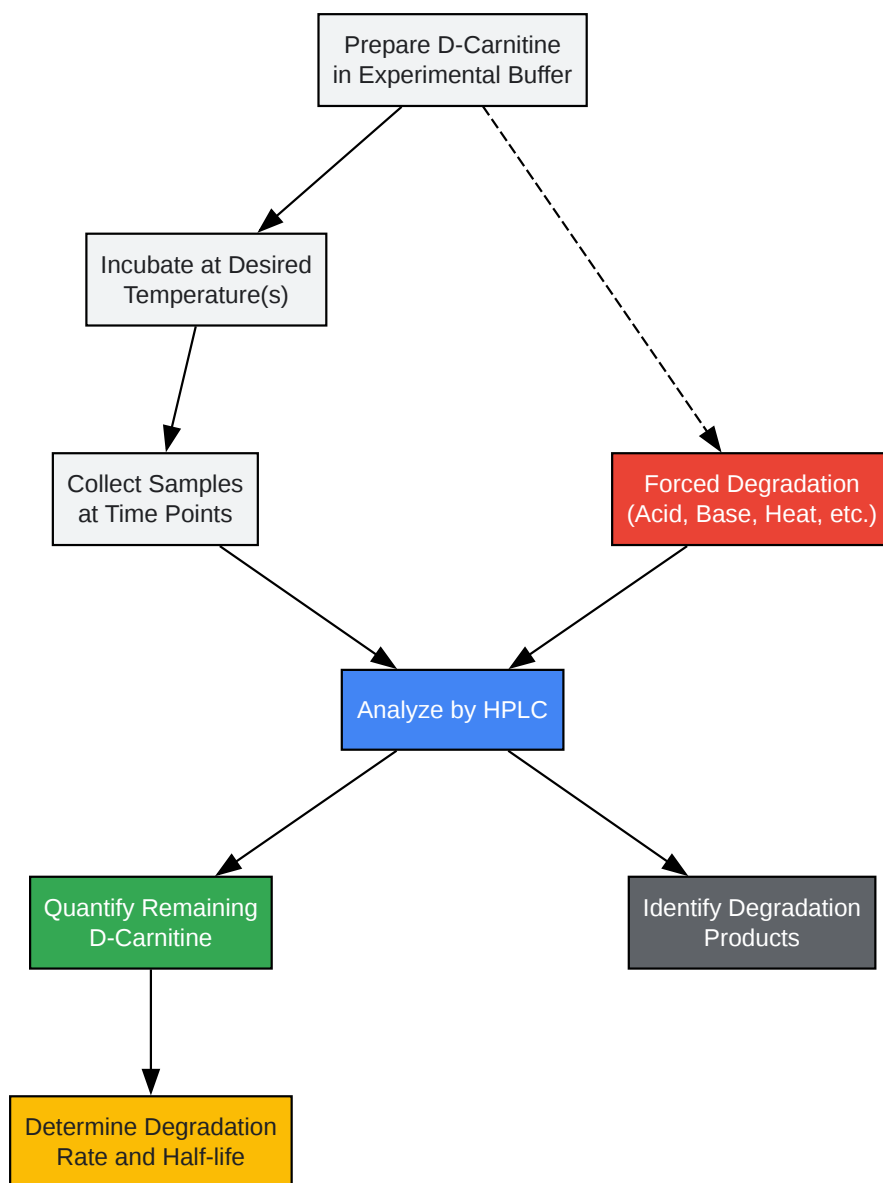 Prepare D-Carnitine
in Experimental Buffer
Incubate at Desired
Temperature(s)
Collect Samples
at Time Points
Forced Degradation
(Acid, Base, Heat, etc.)
Analyze by HPLC
Quantify Remaining
D-Carnitine
Identify Degradation
Products
Determine Degradation
Rate and Half-life